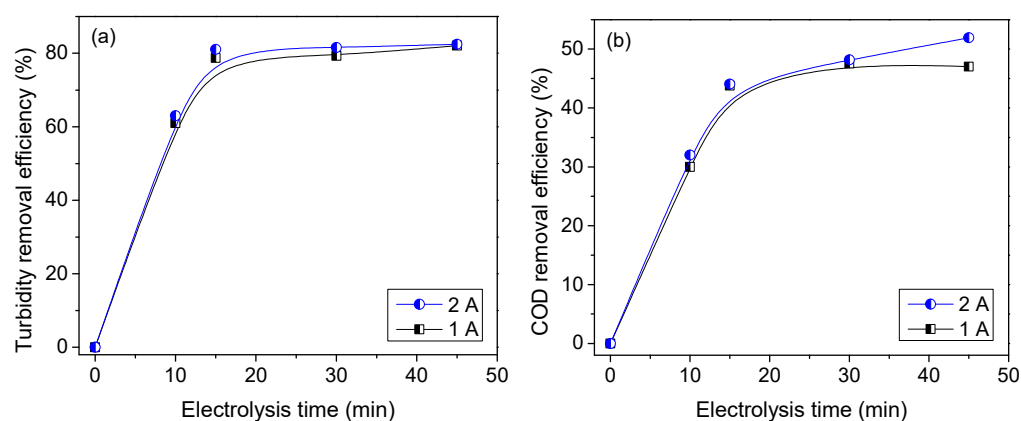 (a)
Turbidity removal efficiency (%)
80
60
40
20
0
0 10 20 30 40 50
Electrolysis time (min)
2 A
1 A
(b)
COD removal efficiency (%)
50
40
30
20
10
0
0 10 20 30 40 50
Electrolysis time (min)
2 A
1 A